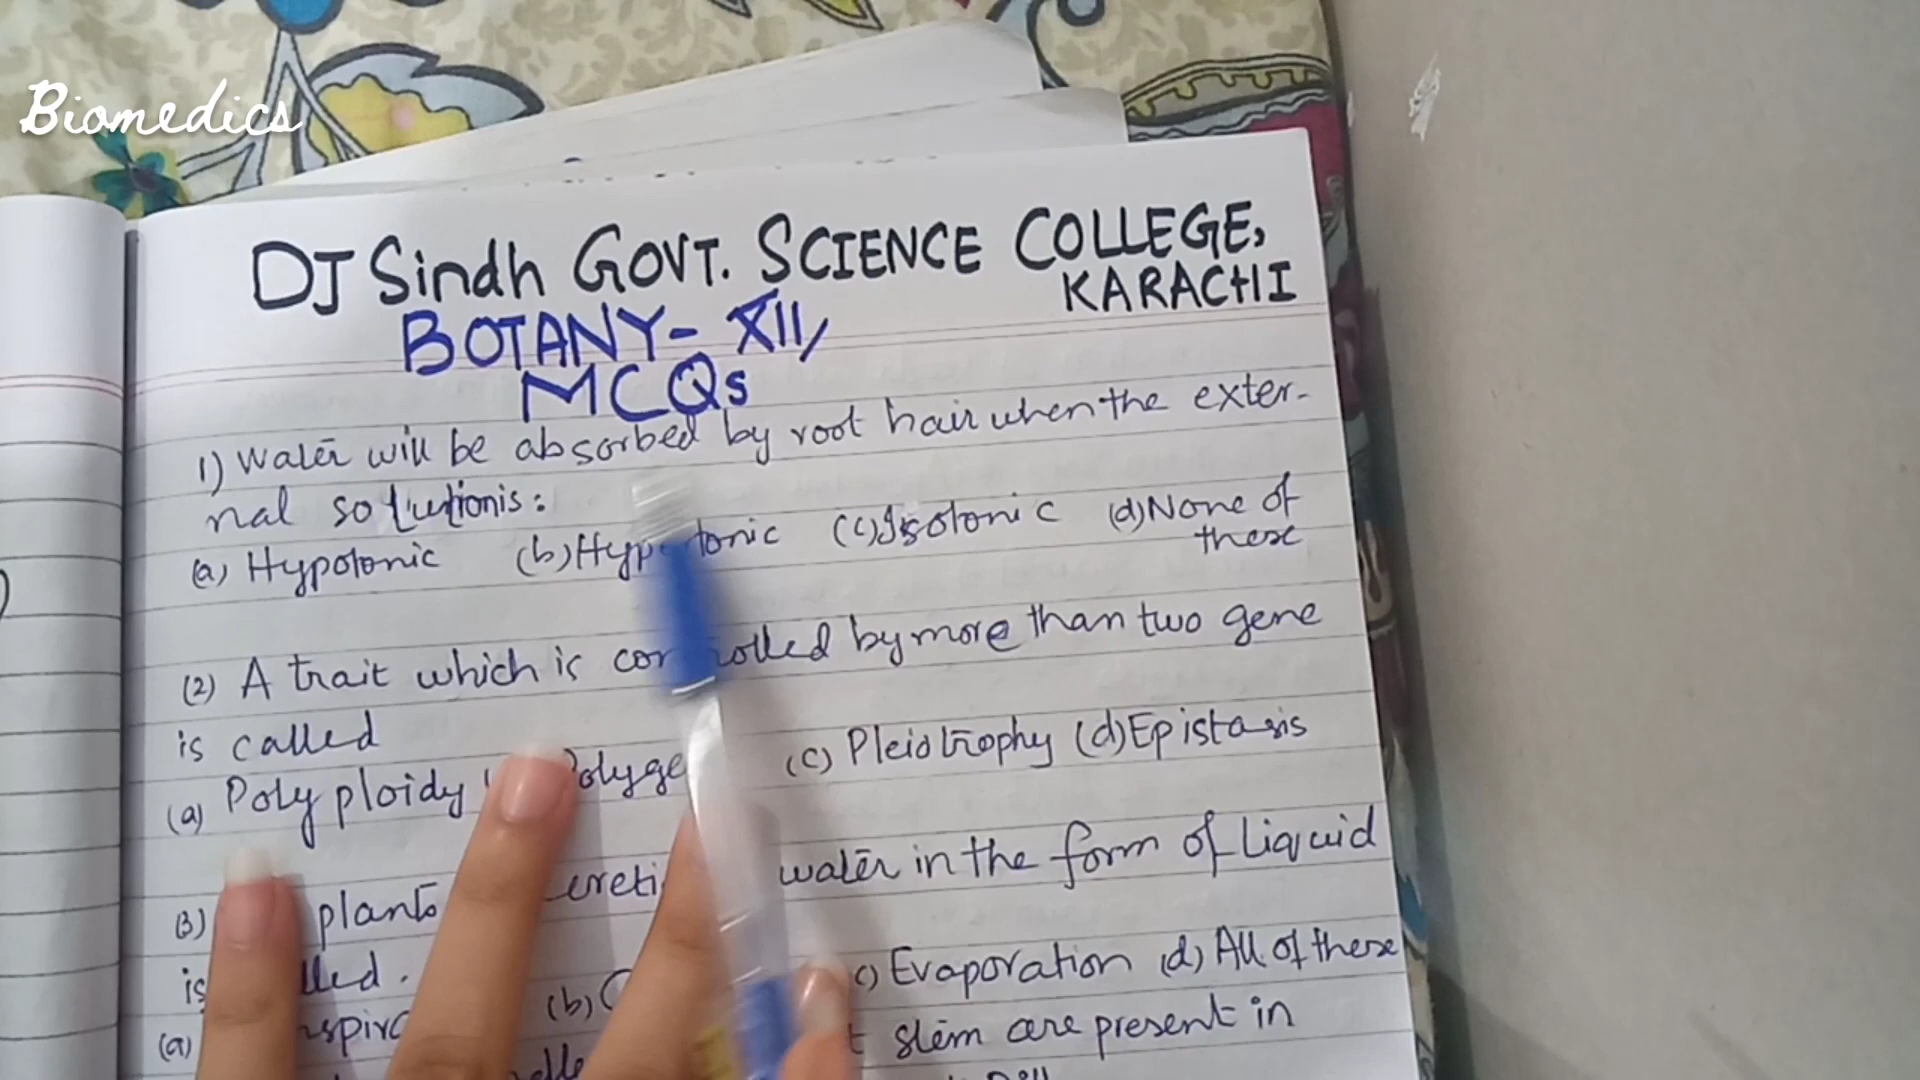 Biomedics
DJ Sindh GOVT. SCIENCE COLLEGE,
KARACHI
BOTANY- XII,
MCQs
1) Water will be absorbed by root hair when the exter-
nal solution is:
(a) Hypotonic (b) Hypertonic (c) Isotonic (d) None of
these
(2) A trait which is controlled by more than two gene
is called
(a) Polyploidy Polyge (c) Pleiotrophy (d) Epistasis
(3) plants water in the form of Liquid
is
(a) (b) (c) Evaporation (d) All of these
stem are present in